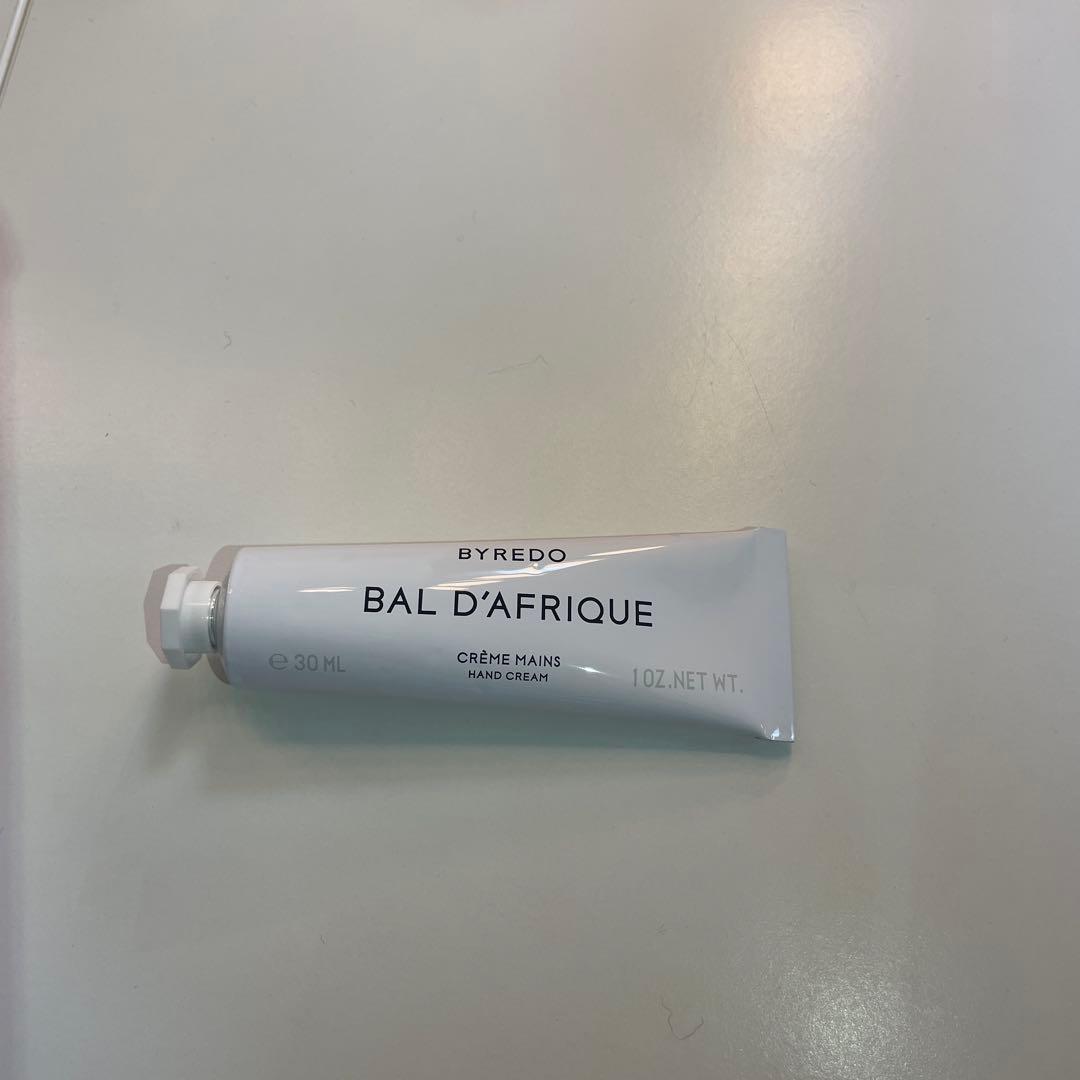 BYREDO
BAL D'AFRIQUE
CRÈME MAINS
HAND CREAM
℮ 30 ML
1 OZ.NET WT.